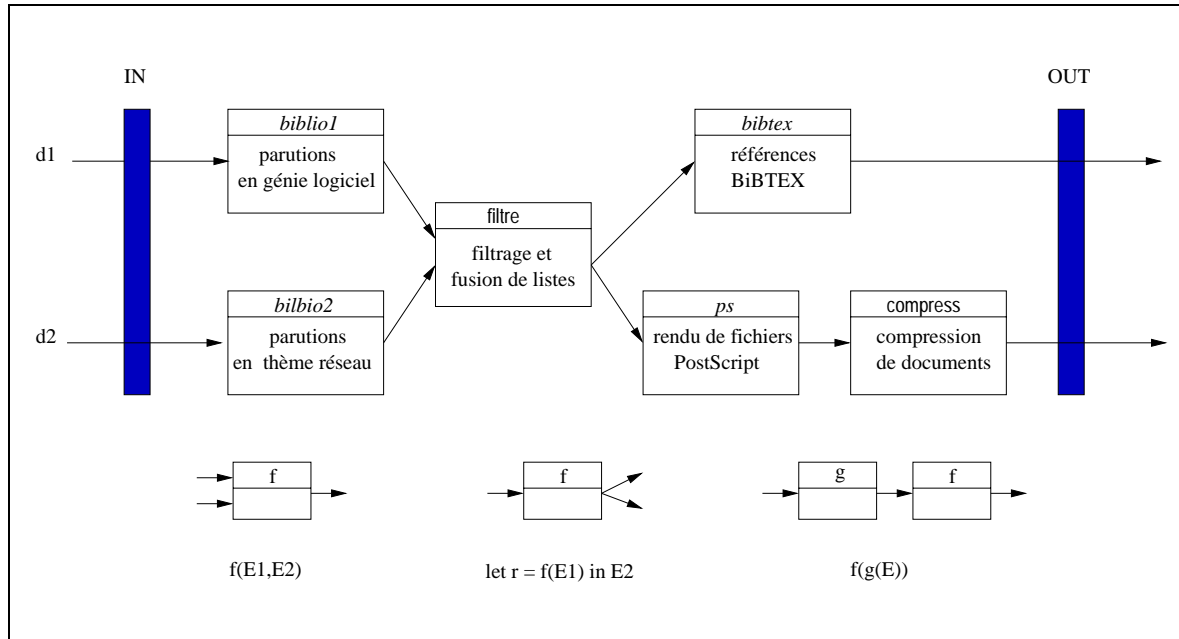 IN
OUT
d1
biblio1
parutions
en génie logiciel
bibtex
références
BiBTEX
filtre
filtrage et
fusion de listes
d2
bilbio2
parutions
en thème réseau
ps
rendu de fichiers
PostScript
compress
compression
de documents
f
f
g
f
f(E1,E2)
let r = f(E1) in E2
f(g(E))